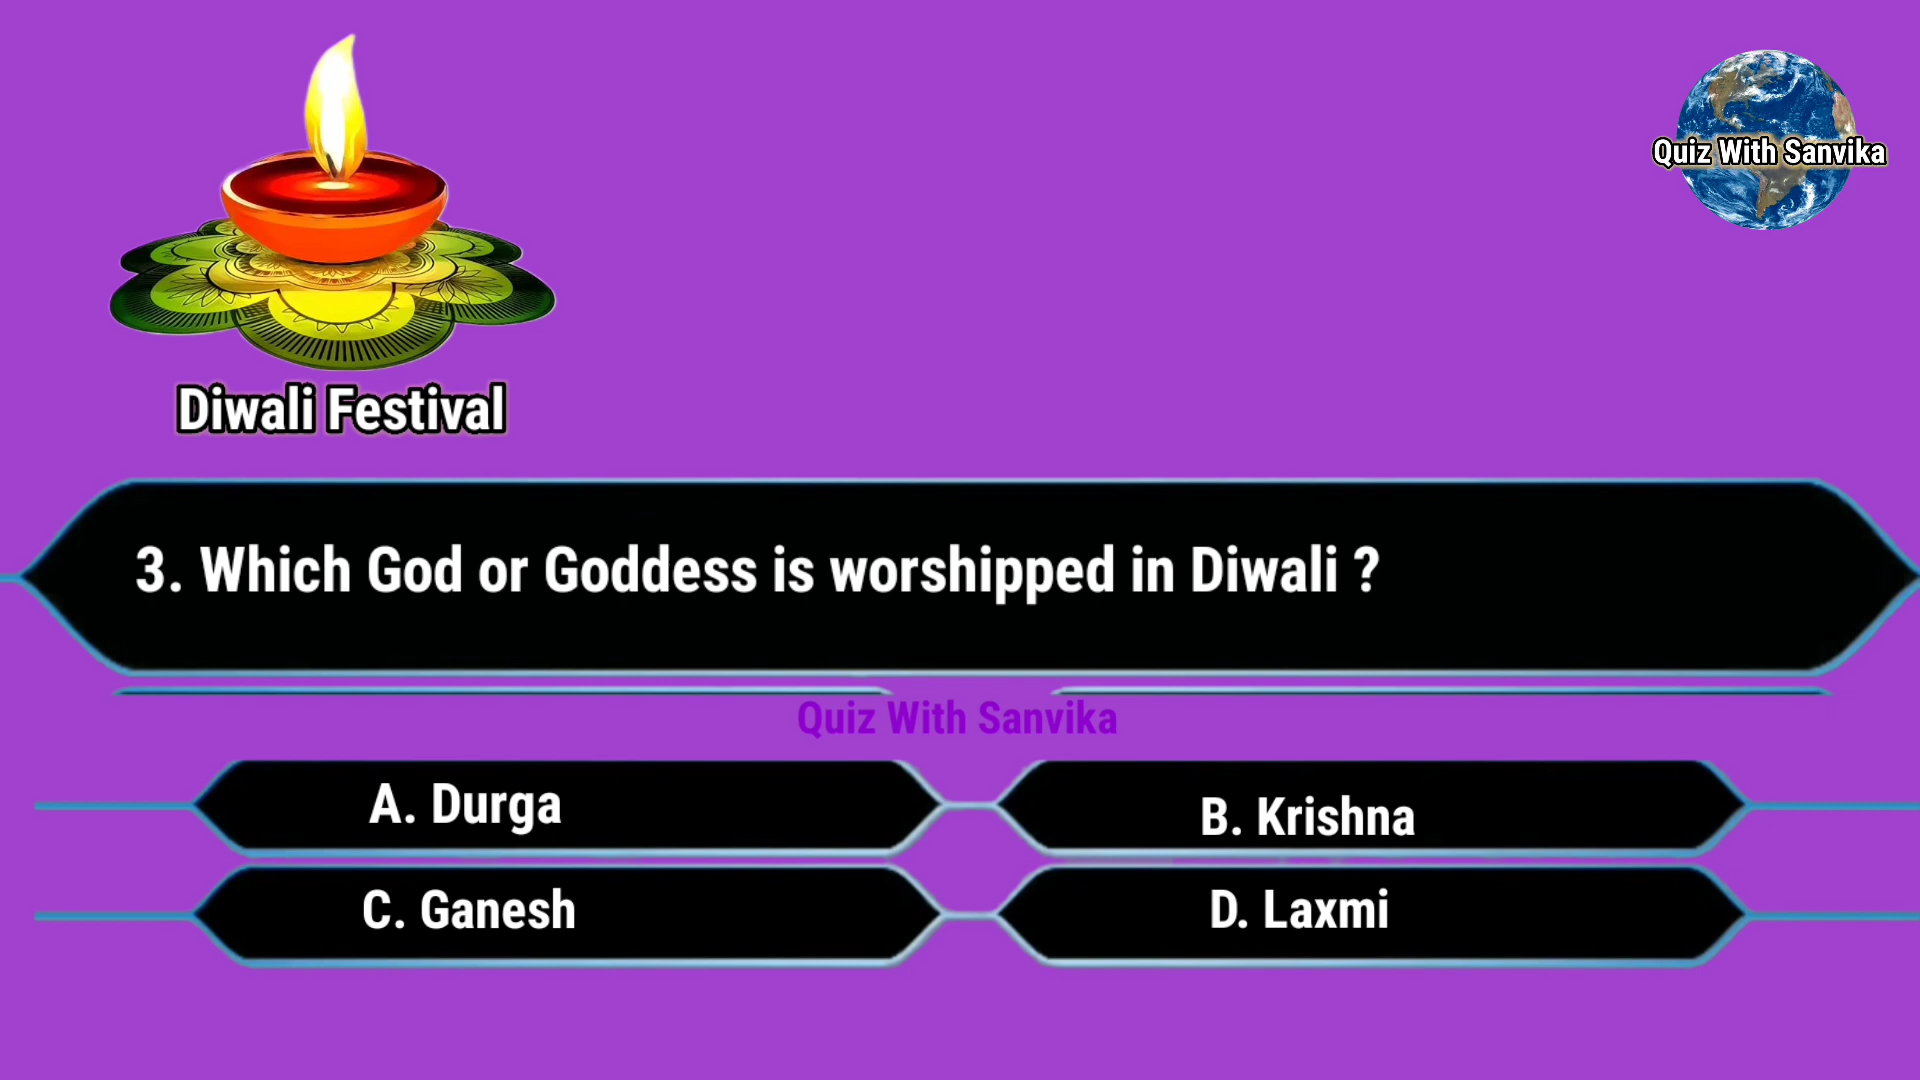 Quiz With Sanvika
Diwali Festival
3. Which God or Goddess is worshipped in Diwali ?
Quiz With Sanvika
A. Durga
B. Krishna
C. Ganesh
D. Laxmi